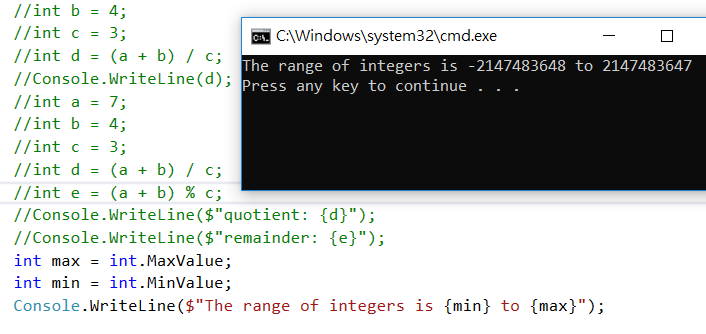 //int b = 4;
//int c = 3;
//int d = (a + b) / c;
//Console.WriteLine(d);
//int a = 7;
//int b = 4;
//int c = 3;
//int d = (a + b) / c;
//int e = (a + b) % c;
//Console.WriteLine($"quotient: {d}");
//Console.WriteLine($"remainder: {e}");
int max = int.MaxValue;
int min = int.MinValue;
Console.WriteLine($"The range of integers is {min} to {max}");
C:\Windows\system32\cmd.exe
The range of integers is -2147483648 to 2147483647
Press any key to continue . . .